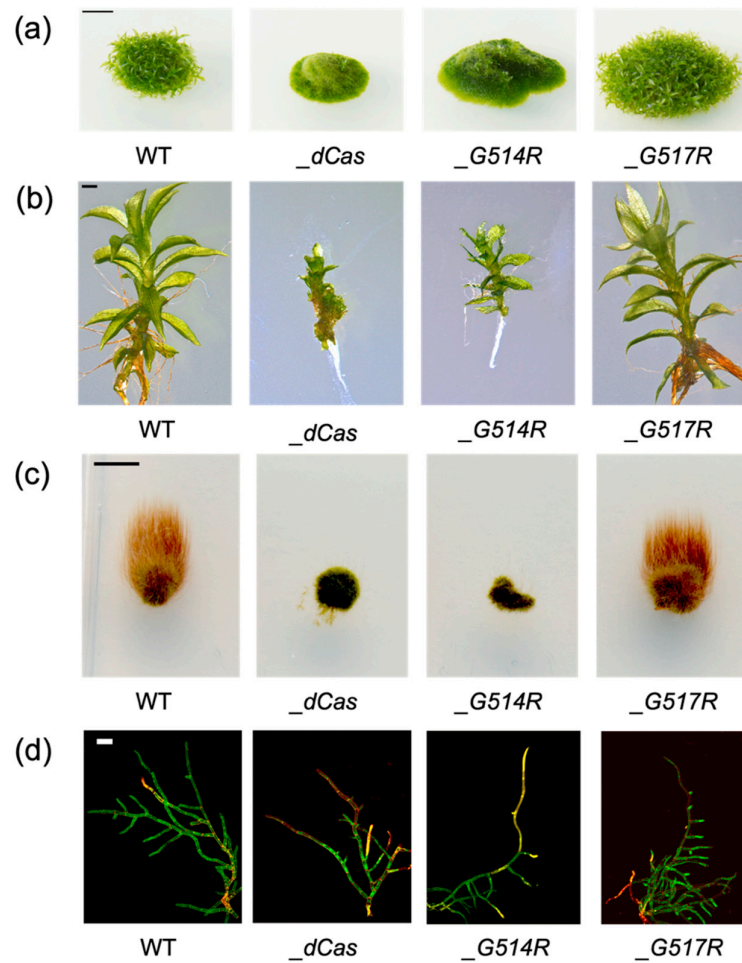 (a)
WT _dCas _G514R _G517R
(b)
WT _dCas _G514R _G517R
(c)
WT _dCas _G514R _G517R
(d)
WT _dCas _G514R _G517R